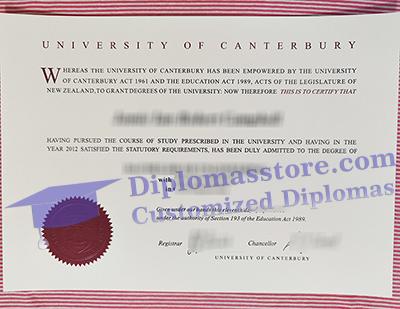 UNIVERSITY OF CANTERBURY
WHEREAS THE UNIVERSITY OF CANTERBURY HAS BEEN EMPOWERED BY THE UNIVERSITY
OF CANTERBURY ACT 1961 AND THE EDUCATION ACT 1989, ACTS OF THE LEGISLATURE OF
NEW ZEALAND, TO GRANT DEGREES OF THE UNIVERSITY: NOW THEREFORE THIS IS TO CERTIFY THAT
HAVING PURSUED THE COURSE OF STUDY PRESCRIBED IN THE UNIVERSITY AND HAVING IN THE
YEAR 2012 SATISFIED THE STATUTORY REQUIREMENTS, HAS BEEN DULY ADMITTED TO THE DEGREE OF
with
Diplomasstore.com
Customized Diplomas
Given under our hands this eleventh
under the authority of Section 193 of the Education Act 1989.
Registrar Chancellor
UNIVERSITY OF CANTERBURY